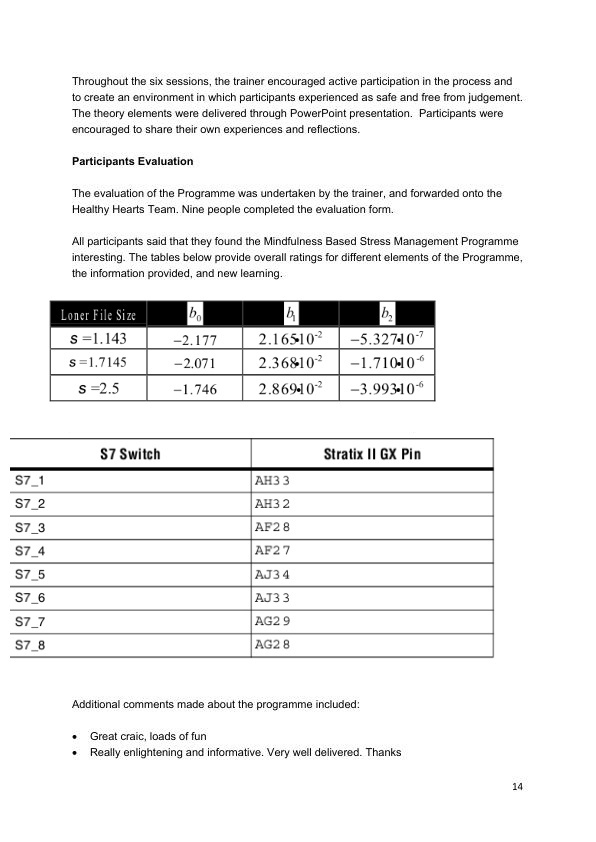 Throughout the six sessions, the trainer encouraged active participation in the process and
to create an environment in which participants experienced as safe and free from judgement.
The theory elements were delivered through PowerPoint presentation.  Participants were
encouraged to share their own experiences and reflections.
Participants Evaluation
The evaluation of the Programme was undertaken by the trainer, and forwarded onto the
Healthy Hearts Team. Nine people completed the evaluation form.
All participants said that they found the Mindfulness Based Stress Management Programme
interesting. The tables below provide overall ratings for different elements of the Programme,
the information provided, and new learning.
Loner File Size b₀ b₁ b₂
s =1.143 −2.177 2.165•10⁻² −5.327•10⁻⁷
s =1.7145 −2.071 2.368•10⁻² −1.710•10⁻⁶
s =2.5 −1.746 2.869•10⁻² −3.993•10⁻⁶
S7 Switch Stratix II GX Pin
S7_1 AH33
S7_2 AH32
S7_3 AF28
S7_4 AF27
S7_5 AJ34
S7_6 AJ33
S7_7 AG29
S7_8 AG28
Additional comments made about the programme included:
• Great craic, loads of fun
• Really enlightening and informative. Very well delivered. Thanks
14